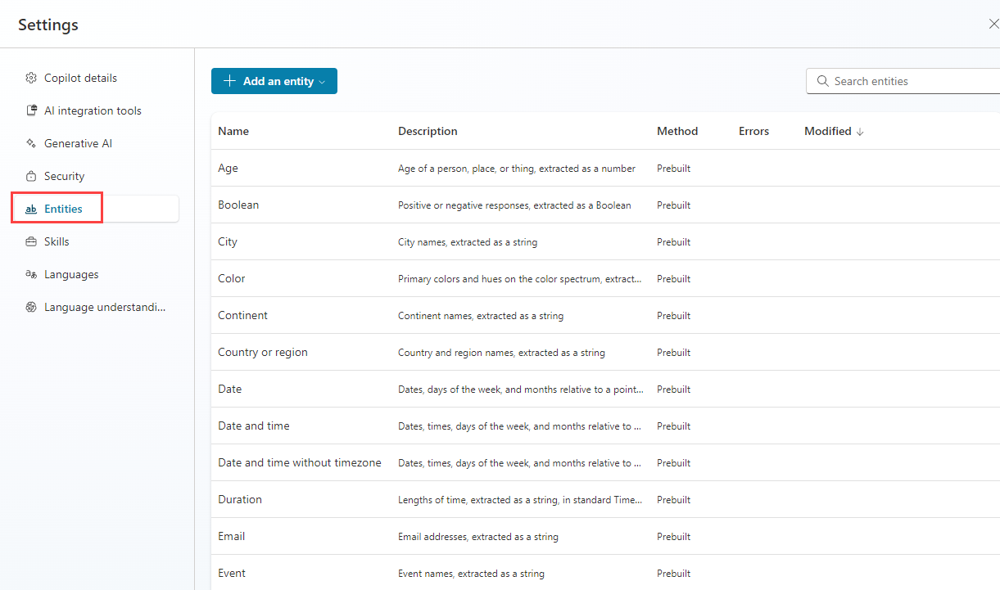 Settings
Copilot details
AI integration tools
Generative AI
Security
Entities
Skills
Languages
Language understandi...
Add an entity
Search entities
Name Description Method Errors Modified ↓
Age Age of a person, place, or thing, extracted as a number Prebuilt
Boolean Positive or negative responses, extracted as a Boolean Prebuilt
City City names, extracted as a string Prebuilt
Color Primary colors and hues on the color spectrum, extract... Prebuilt
Continent Continent names, extracted as a string Prebuilt
Country or region Country and region names, extracted as a string Prebuilt
Date Dates, days of the week, and months relative to a point... Prebuilt
Date and time Dates, times, days of the week, and months relative to ... Prebuilt
Date and time without timezone Dates, times, days of the week, and months relative to ... Prebuilt
Duration Lengths of time, extracted as a string, in standard Time... Prebuilt
Email Email addresses, extracted as a string Prebuilt
Event Event names, extracted as a string Prebuilt